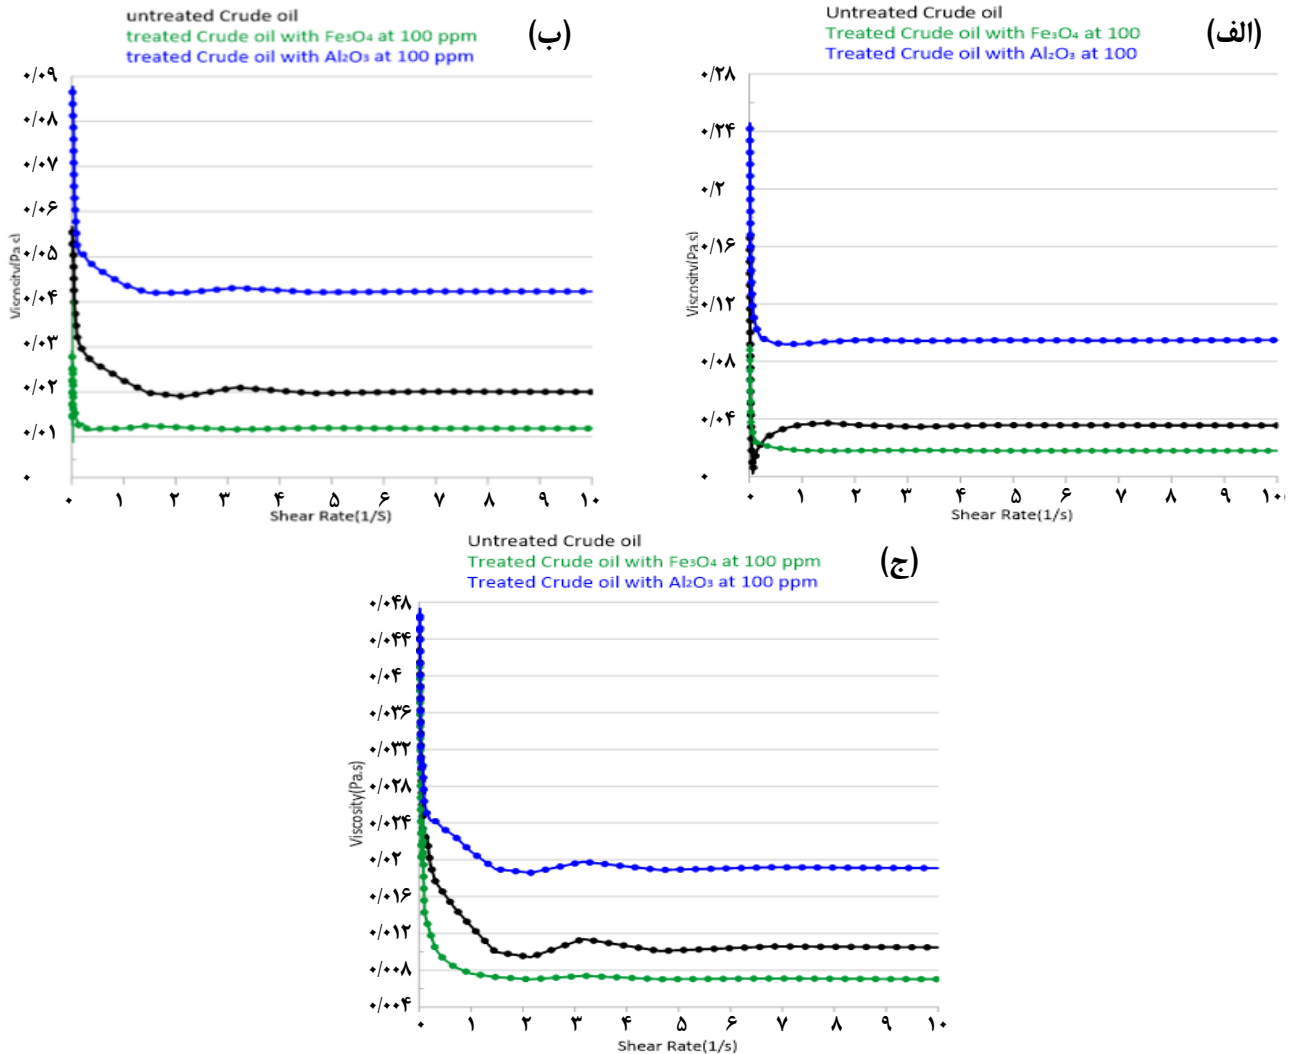 untreated Crude oil
treated Crude oil with Fe₃O₄ at 100 ppm
treated Crude oil with Al₂O₃ at 100 ppm
(ب)
۰/۰۹
۰/۰۸
۰/۰۷
۰/۰۶
۰/۰۵
۰/۰۴
۰/۰۳
۰/۰۲
۰/۰۱
۰
Viscosity(Pa.s)
۰ ۱ ۲ ۳ ۴ ۵ ۶ ۷ ۸ ۹ ۱۰
Shear Rate(1/S)
Untreated Crude oil
Treated Crude oil with Fe₃O₄ at 100
Treated Crude oil with Al₂O₃ at 100
(الف)
۰/۲۸
۰/۲۴
۰/۲
۰/۱۶
۰/۱۲
۰/۰۸
۰/۰۴
۰
Viscosity(Pa.s)
۰ ۱ ۲ ۳ ۴ ۵ ۶ ۷ ۸ ۹ ۱۰
Shear Rate(1/s)
Untreated Crude oil
Treated Crude oil with Fe₃O₄ at 100 ppm
Treated Crude oil with Al₂O₃ at 100 ppm
(ج)
۰/۰۴۸
۰/۰۴۴
۰/۰۴
۰/۰۳۶
۰/۰۳۲
۰/۰۲۸
۰/۰۲۴
۰/۰۲
۰/۰۱۶
۰/۰۱۲
۰/۰۰۸
۰/۰۰۴
Viscosity(Pa.s)
۰ ۱ ۲ ۳ ۴ ۵ ۶ ۷ ۸ ۹ ۱۰
Shear Rate(1/s)